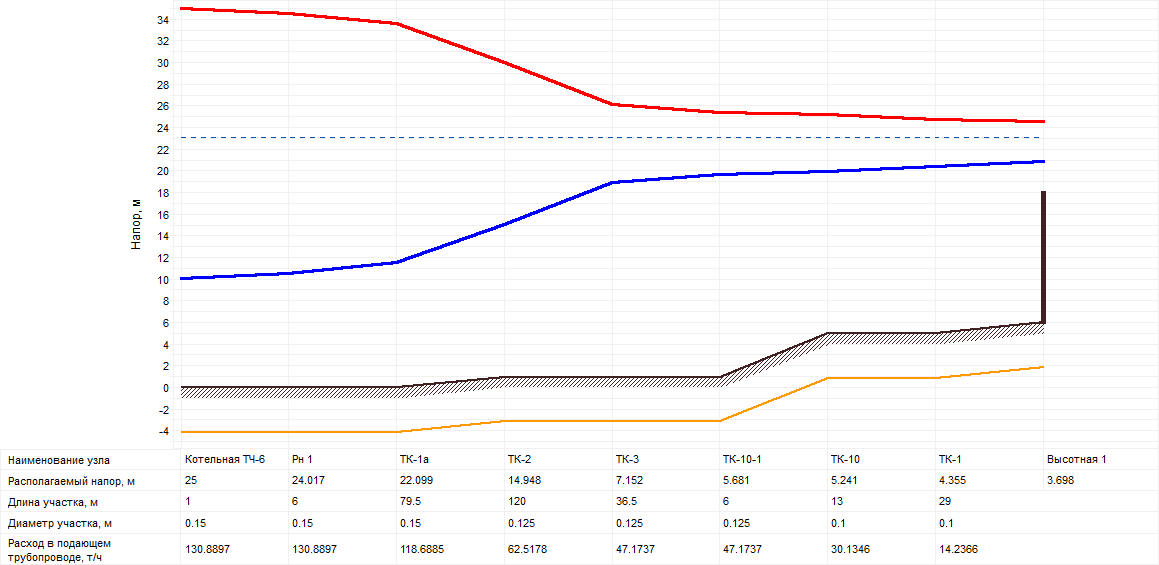 34
32
30
28
26
24
22
20
18
16
14
12
10
8
6
4
2
0
-2
-4
Напор, м
Наименование узла Котельная ТЧ-6 Рн 1 ТК-1а ТК-2 ТК-3 ТК-10-1 ТК-10 ТК-1 Высотная 1
Располагаемый напор, м 25 24.017 22.099 14.948 7.152 5.681 5.241 4.355 3.698
Длина участка, м 1 6 79.5 120 36.5 6 13 29
Диаметр участка, м 0.15 0.15 0.15 0.125 0.125 0.125 0.1 0.1
Расход в подающем
трубопроводе, т/ч 130.8897 130.8897 118.6885 62.5178 47.1737 47.1737 30.1346 14.2366